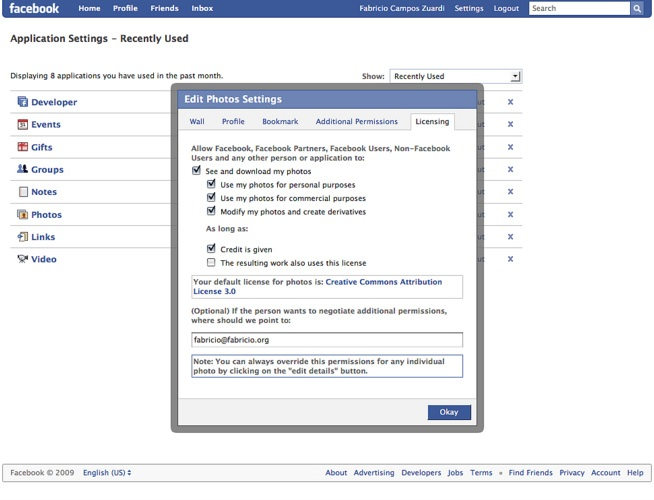 facebook Home Profile Friends Inbox Fabricio Campos Zuardi Settings Logout Search
Application Settings – Recently Used
Displaying 8 applications you have used in the past month. Show: Recently Used
Developer
Events
Gifts
Groups
Notes
Photos
Links
Video
Edit Photos Settings
Wall Profile Bookmark Additional Permissions Licensing
Allow Facebook, Facebook Partners, Facebook Users, Non-Facebook
Users and any other person or application to:
See and download my photos
Use my photos for personal purposes
Use my photos for commercial purposes
Modify my photos and create derivatives
As long as:
Credit is given
The resulting work also uses this license
Your default license for photos is: Creative Commons Attribution
License 3.0
(Optional) If the person wants to negotiate additional permissions,
where should we point to:
fabricio@fabricio.org
Note: You can always override this permissions for any individual
photo by clicking on the "edit details" button.
Okay
Facebook © 2009 English (US) About Advertising Developers Jobs Terms • Find Friends Privacy Account Help